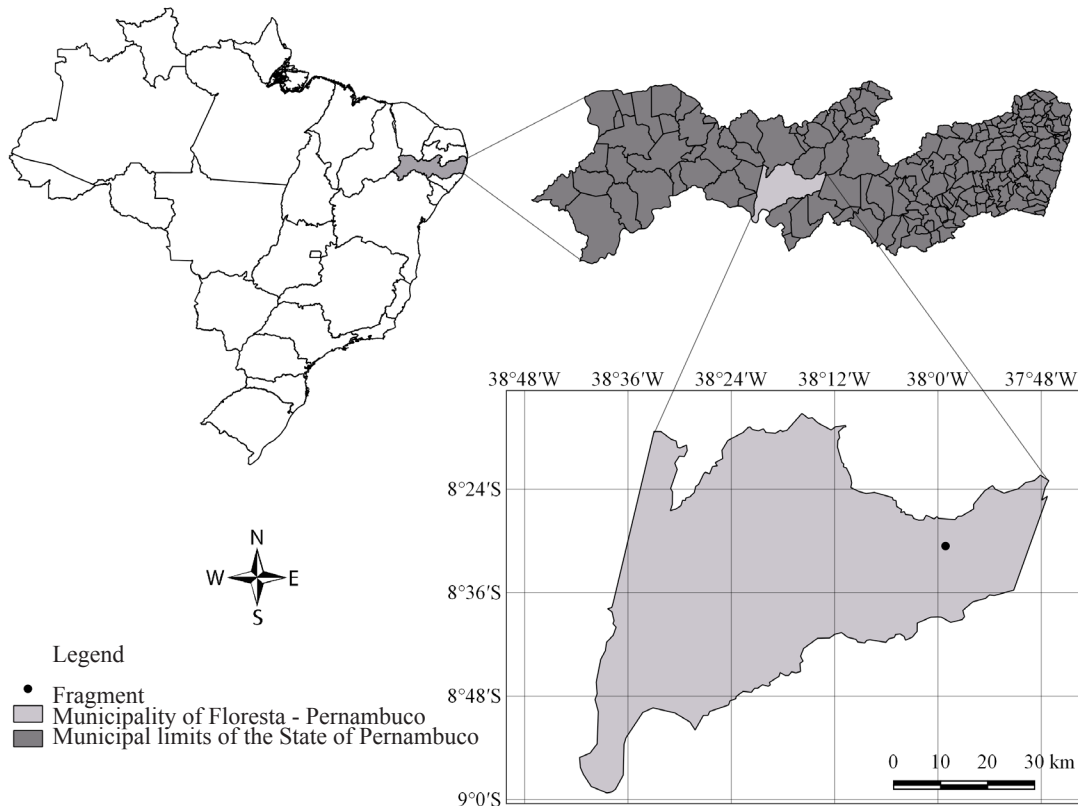 38°48′W 38°36′W 38°24′W 38°12′W 38°0′W 37°48′W
8°24′S
8°36′S
8°48′S
9°0′S
N
W E
S
Legend
Fragment
Municipality of Floresta - Pernambuco
Municipal limits of the State of Pernambuco
0 10 20 30 km